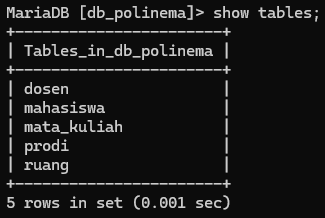 MariaDB [db_polinema]> show tables;
+-----------------------+
| Tables_in_db_polinema |
+-----------------------+
| dosen                 |
| mahasiswa             |
| mata_kuliah           |
| prodi                 |
| ruang                 |
+-----------------------+
5 rows in set (0.001 sec)